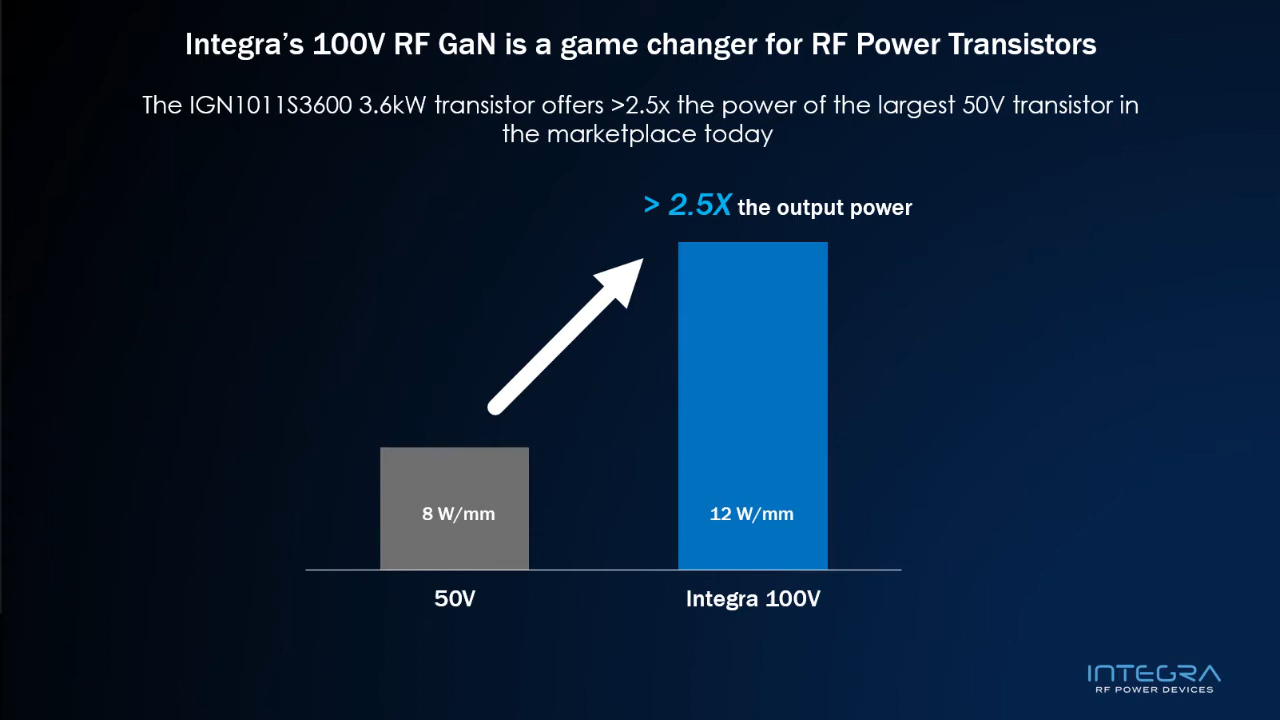 Integra's 100V RF GaN is a game changer for RF Power Transistors
The IGN1011S3600 3.6kW transistor offers >2.5x the power of the largest 50V transistor in
the marketplace today
> 2.5X the output power
8 W/mm
12 W/mm
50V
Integra 100V
INTEGRA
RF POWER DEVICES